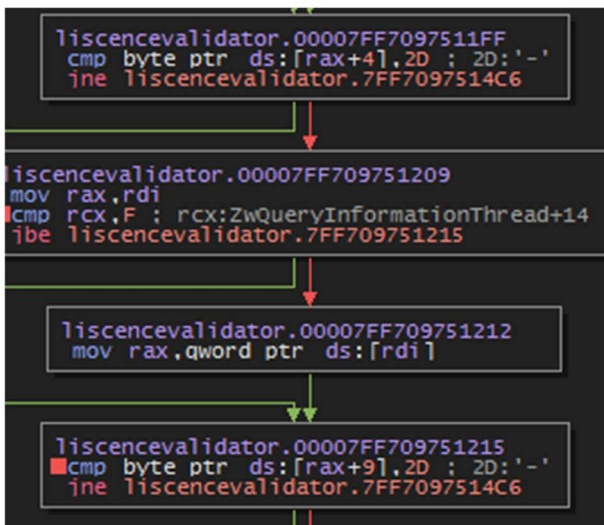 liscencevalidator.00007FF7097511FF
cmp byte ptr ds:[rax+4],2D ; 2D:'-'
jne liscencevalidator.7FF7097514C6
liscencevalidator.00007FF709751209
mov rax,rdi
cmp rcx,F ; rcx:ZwQueryInformationThread+14
jbe liscencevalidator.7FF709751215
liscencevalidator.00007FF709751212
mov rax,qword ptr ds:[rdi]
liscencevalidator.00007FF709751215
cmp byte ptr ds:[rax+9],2D ; 2D:'-'
jne liscencevalidator.7FF7097514C6